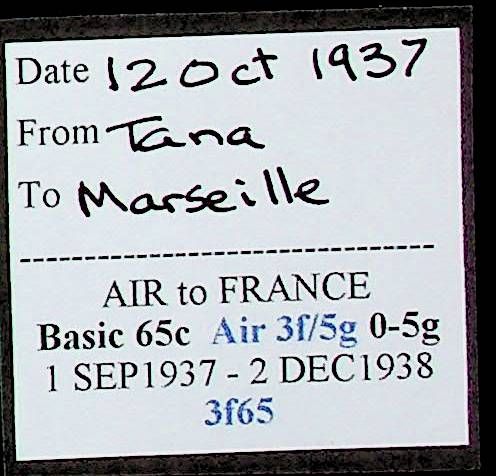 Date 12 Oct 1937
From Tana
To Marseille
--------------------------------
AIR to FRANCE
Basic 65c Air 3f/5g 0-5g
1 SEP1937 - 2 DEC1938
3f65